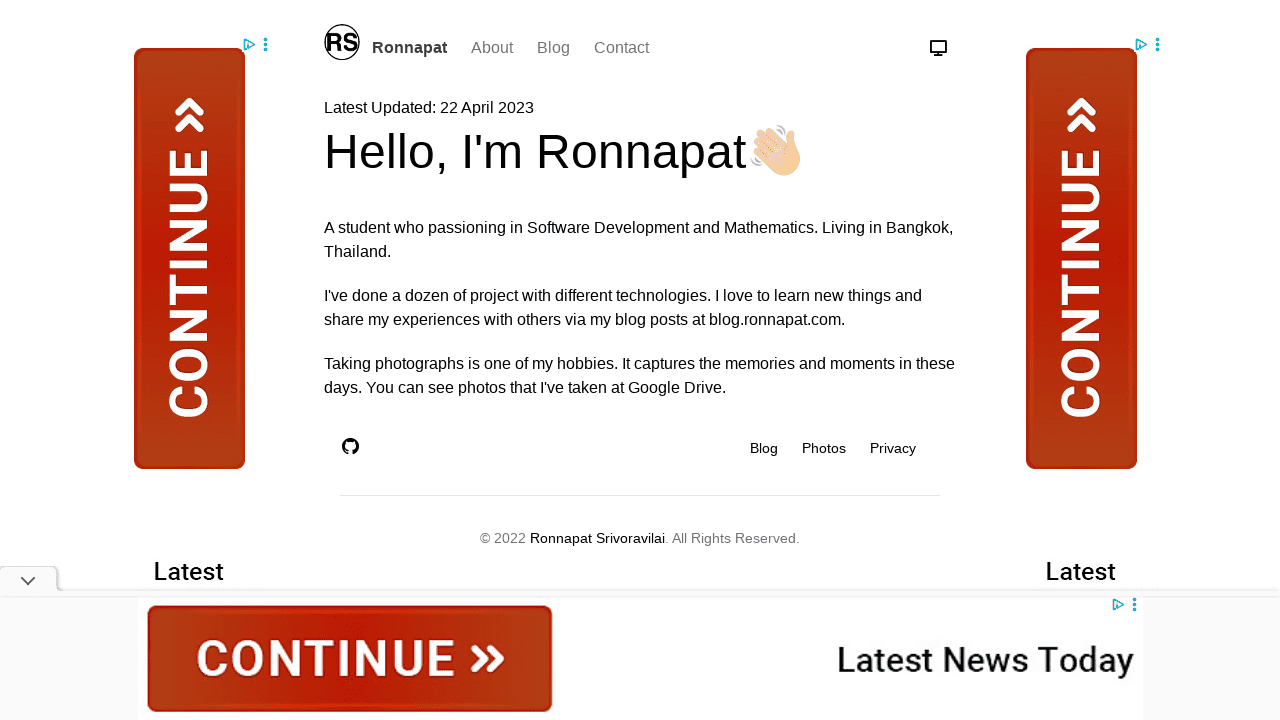 RS
Ronnapat About Blog Contact
Latest Updated: 22 April 2023
Hello, I'm Ronnapat
A student who passioning in Software Development and Mathematics. Living in Bangkok,
Thailand.
I've done a dozen of project with different technologies. I love to learn new things and
share my experiences with others via my blog posts at blog.ronnapat.com.
Taking photographs is one of my hobbies. It captures the memories and moments in these
days. You can see photos that I've taken at Google Drive.
Blog Photos Privacy
© 2022 Ronnapat Srivoravilai. All Rights Reserved.
CONTINUE
Latest
CONTINUE
Latest
CONTINUE
Latest News Today